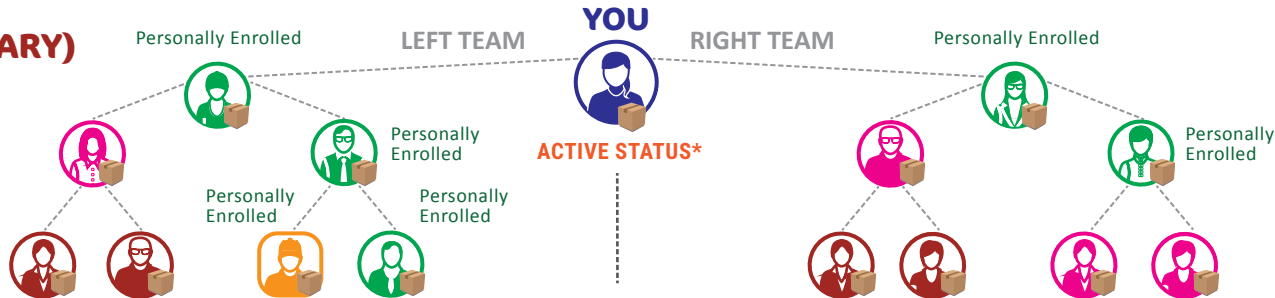 YOU
ARY)
Personally Enrolled
LEFT TEAM
RIGHT TEAM
Personally Enrolled
Personally
Enrolled
Personally
Enrolled
ACTIVE STATUS*
Personally
Enrolled
Personally
Enrolled